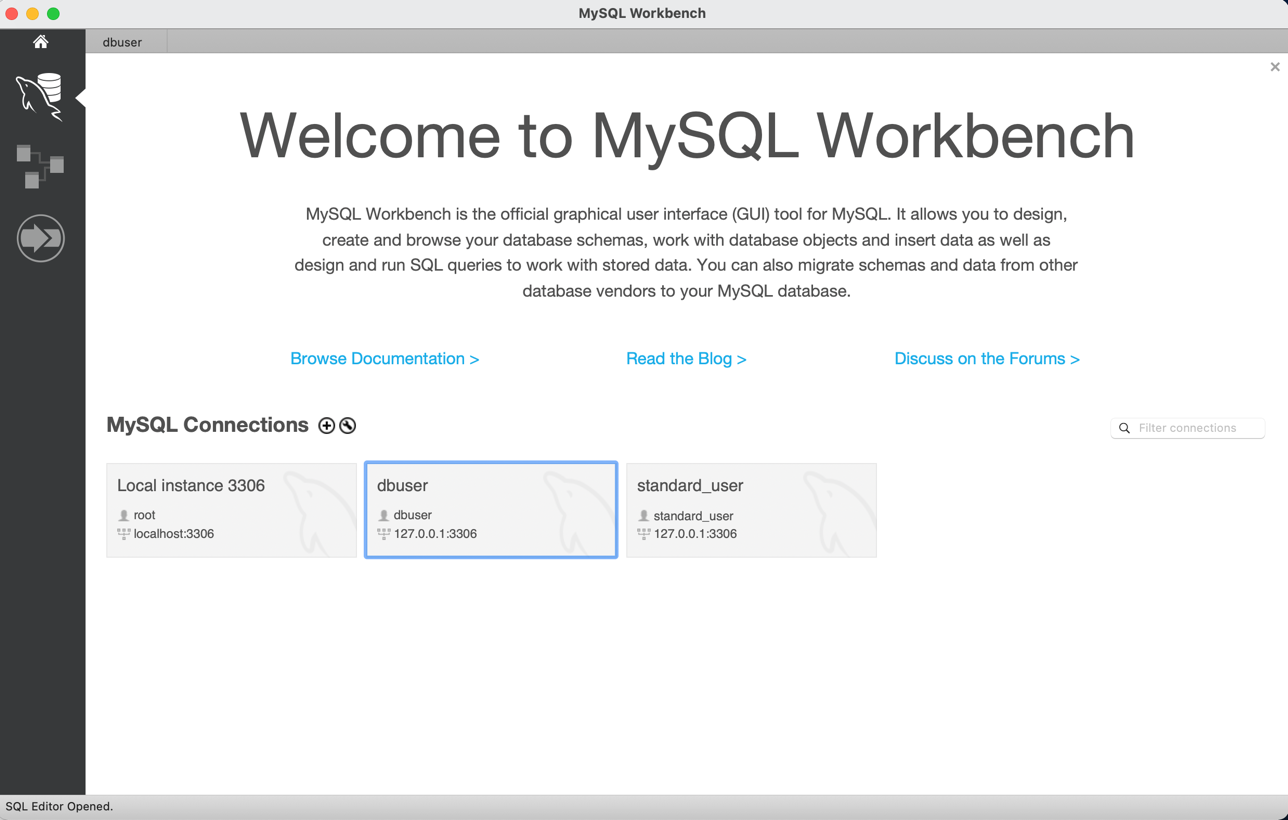 MySQL Workbench
dbuser
Welcome to MySQL Workbench
MySQL Workbench is the official graphical user interface (GUI) tool for MySQL. It allows you to design,
create and browse your database schemas, work with database objects and insert data as well as
design and run SQL queries to work with stored data. You can also migrate schemas and data from other
database vendors to your MySQL database.
Browse Documentation > Read the Blog > Discuss on the Forums >
MySQL Connections
Filter connections
Local instance 3306
root
localhost:3306
dbuser
dbuser
127.0.0.1:3306
standard_user
standard_user
127.0.0.1:3306
SQL Editor Opened.